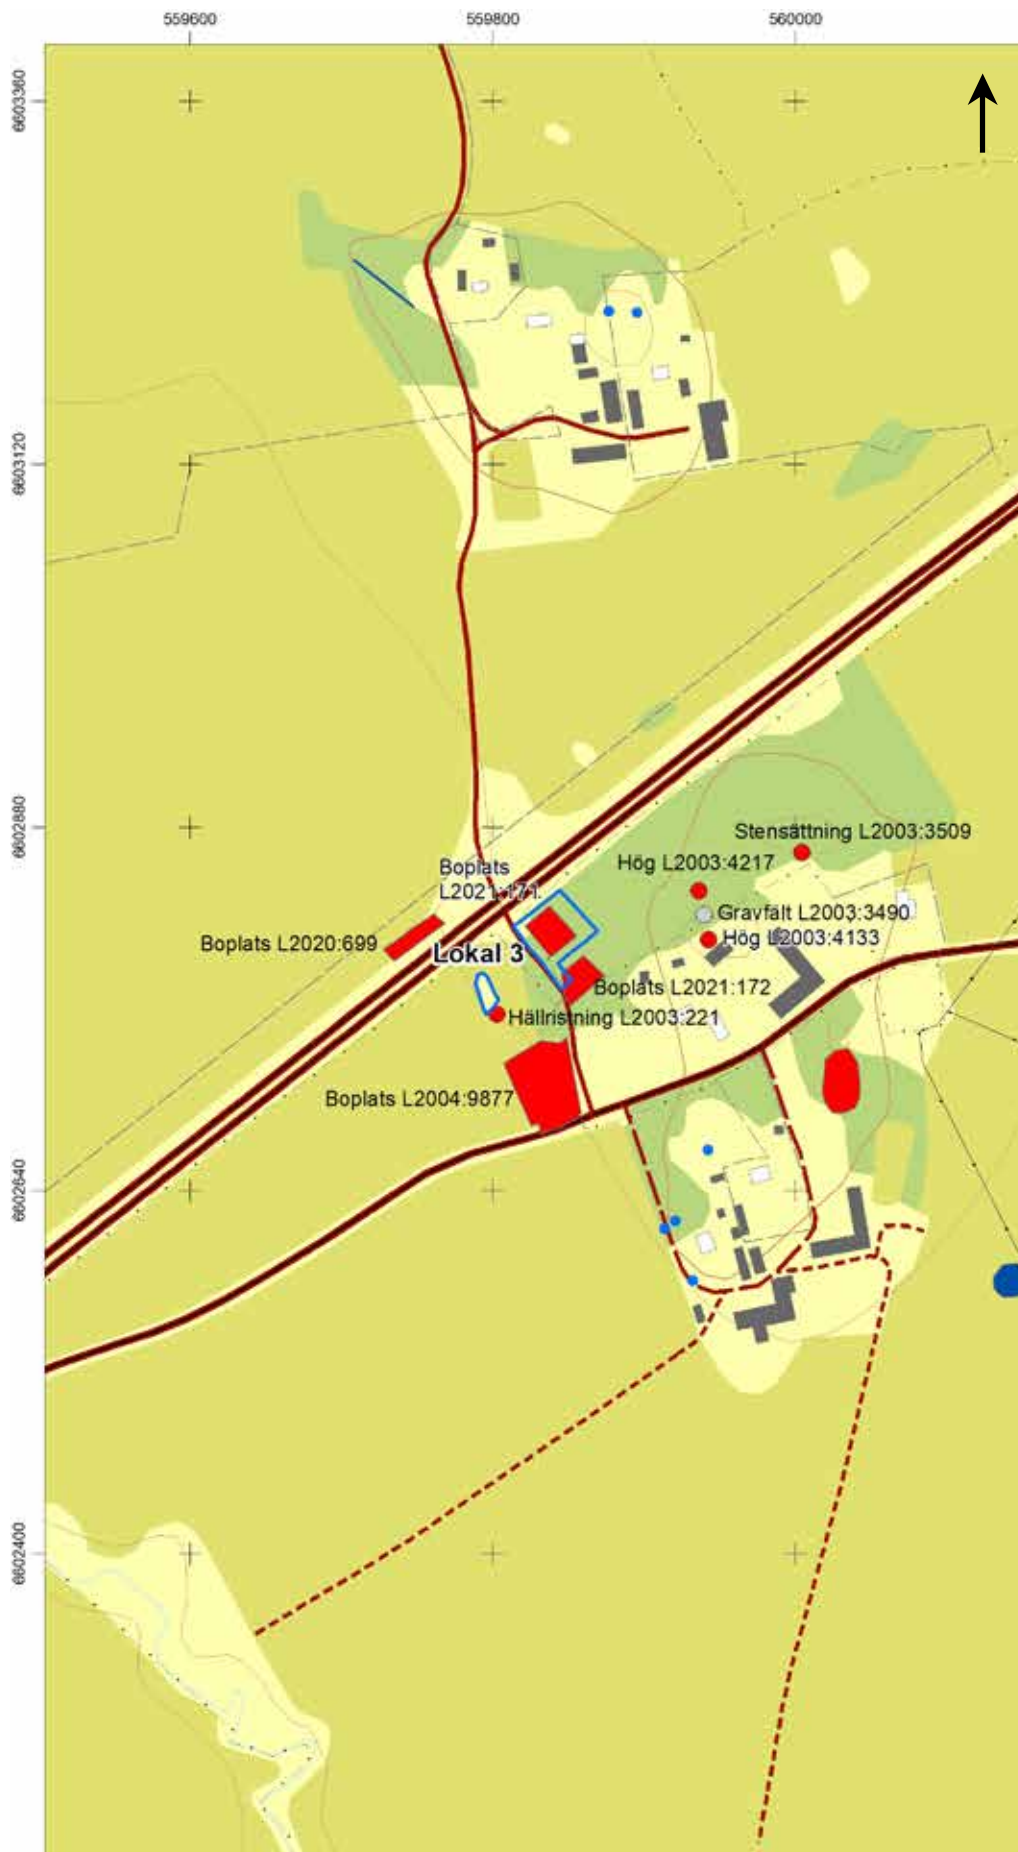 559600
559800
560000
6603360
6603120
6602880
Stensättning L2003:3509
Hög L2003:4217
Boplats
L2021:171
Gravfält L2003:3490
Boplats L2020:699
Hög L2003:4133
Lokal 3
Boplats L2021:172
Hällristning L2003:221
Boplats L2004:9877
6602640
6602400